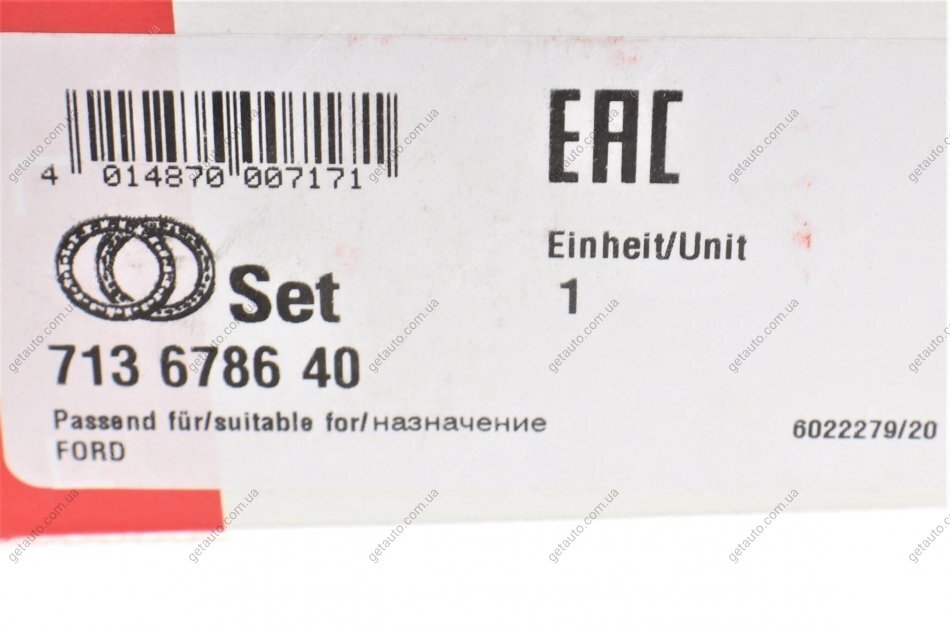 EAC
4 014870 007171
Einheit/Unit
1
Set
713 6786 40
Passend für/suitable for/назначение
FORD
6022279/20
getauto.com.ua